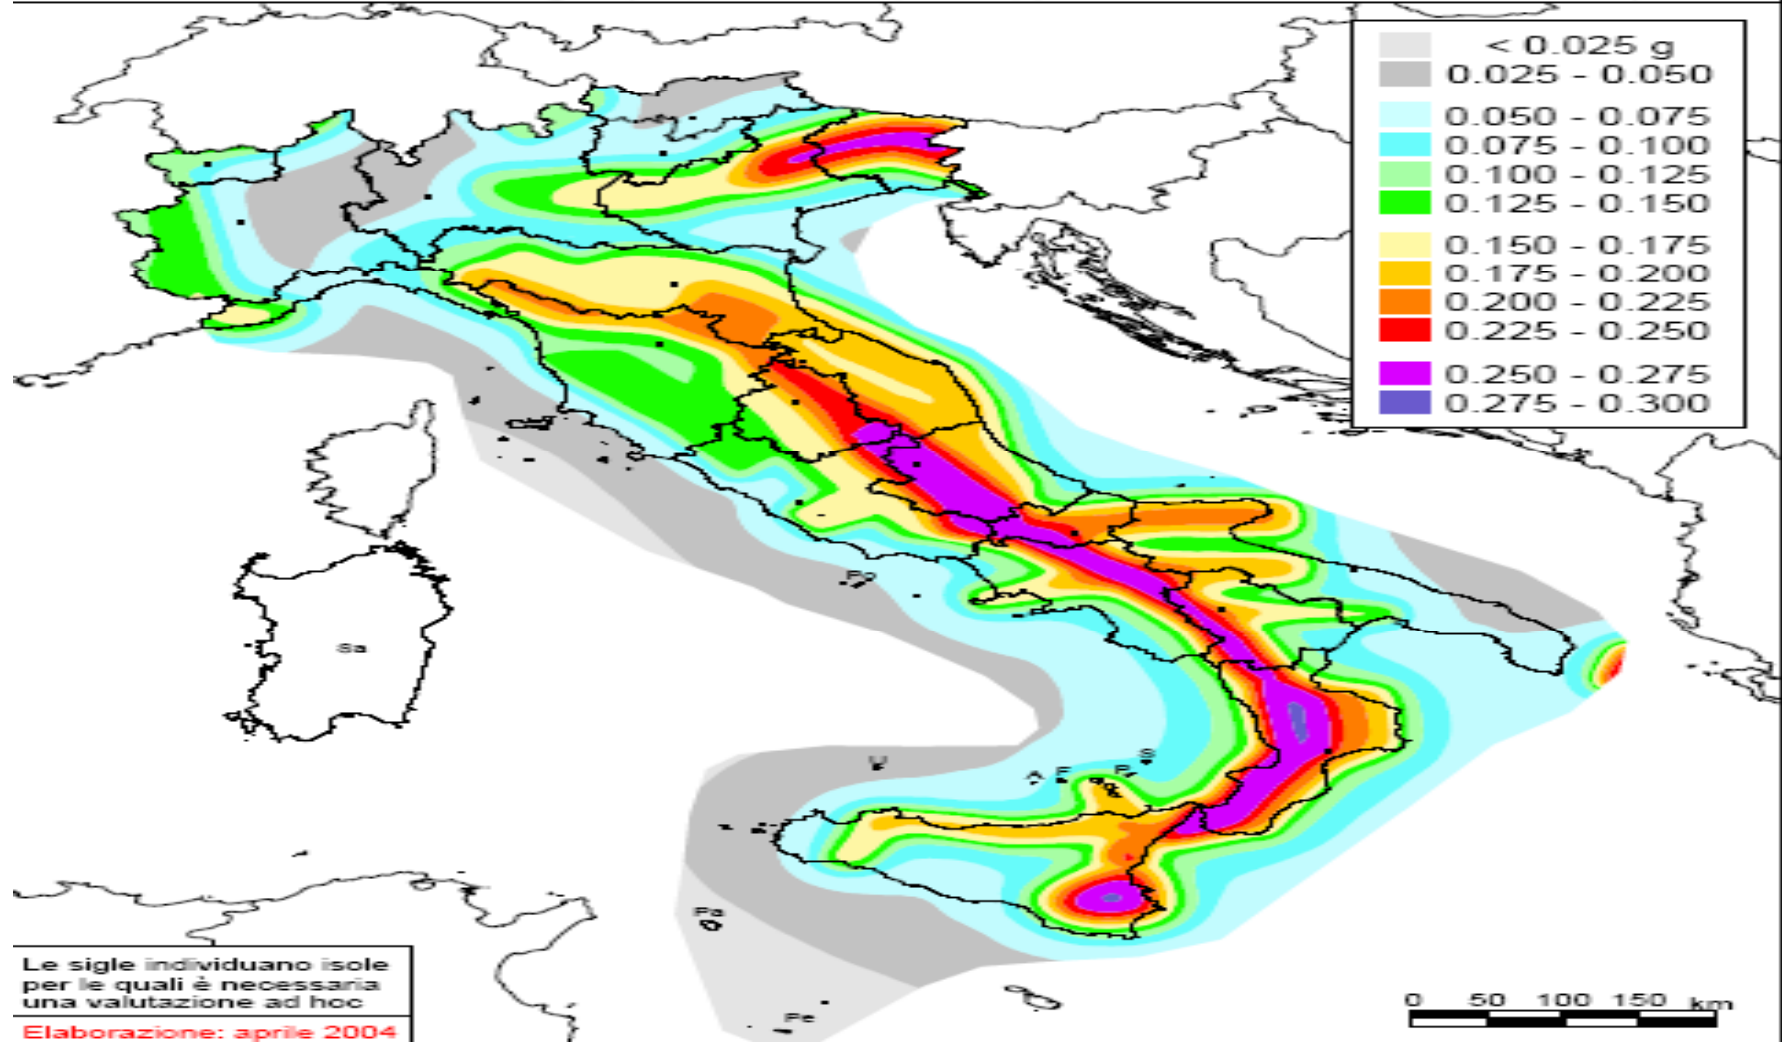 < 0.025 g
0.025 - 0.050
0.050 - 0.075
0.075 - 0.100
0.100 - 0.125
0.125 - 0.150
0.150 - 0.175
0.175 - 0.200
0.200 - 0.225
0.225 - 0.250
0.250 - 0.275
0.275 - 0.300
Sa
U
A
F
S
Pa
Pe
Le sigle individuano isole
per le quali è necessaria
una valutazione ad hoc
Elaborazione: aprile 2004
0 50 100 150 km